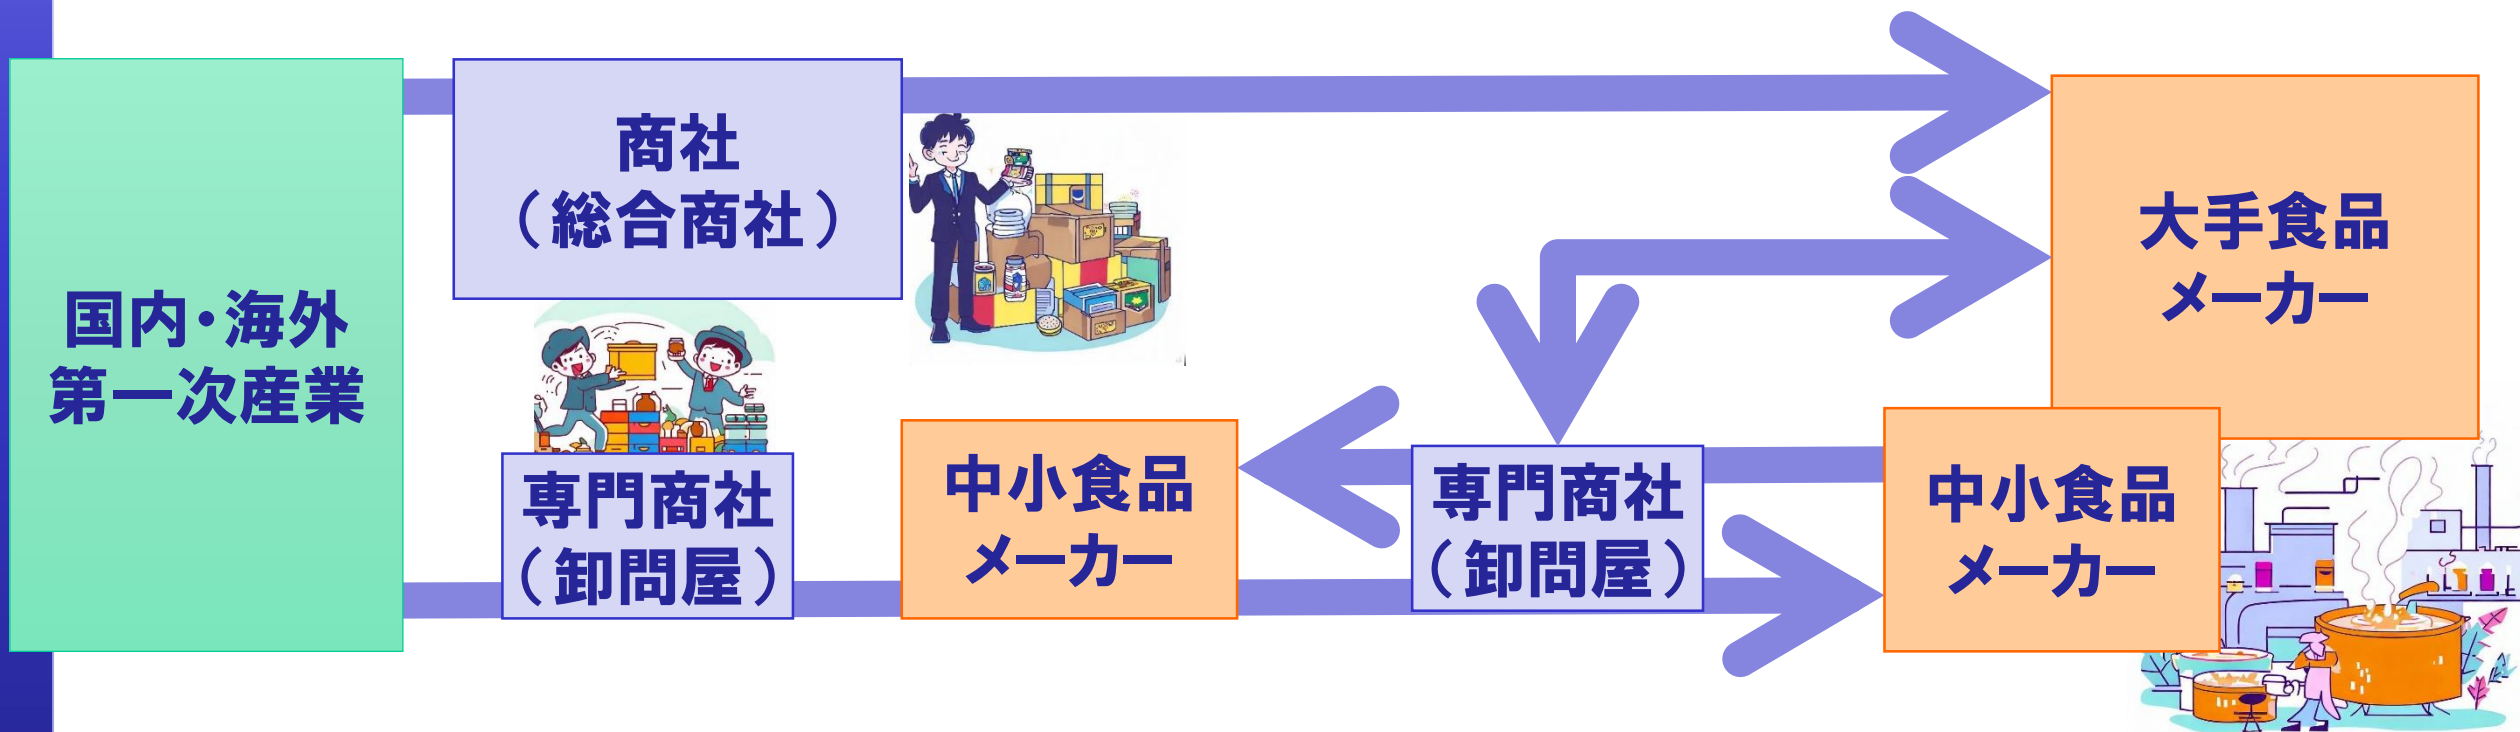 国内・海外
第一次産業
商社
（総合商社）
専門商社
（卸問屋）
中小食品
メーカー
専門商社
（卸問屋）
大手食品
メーカー
中小食品
メーカー